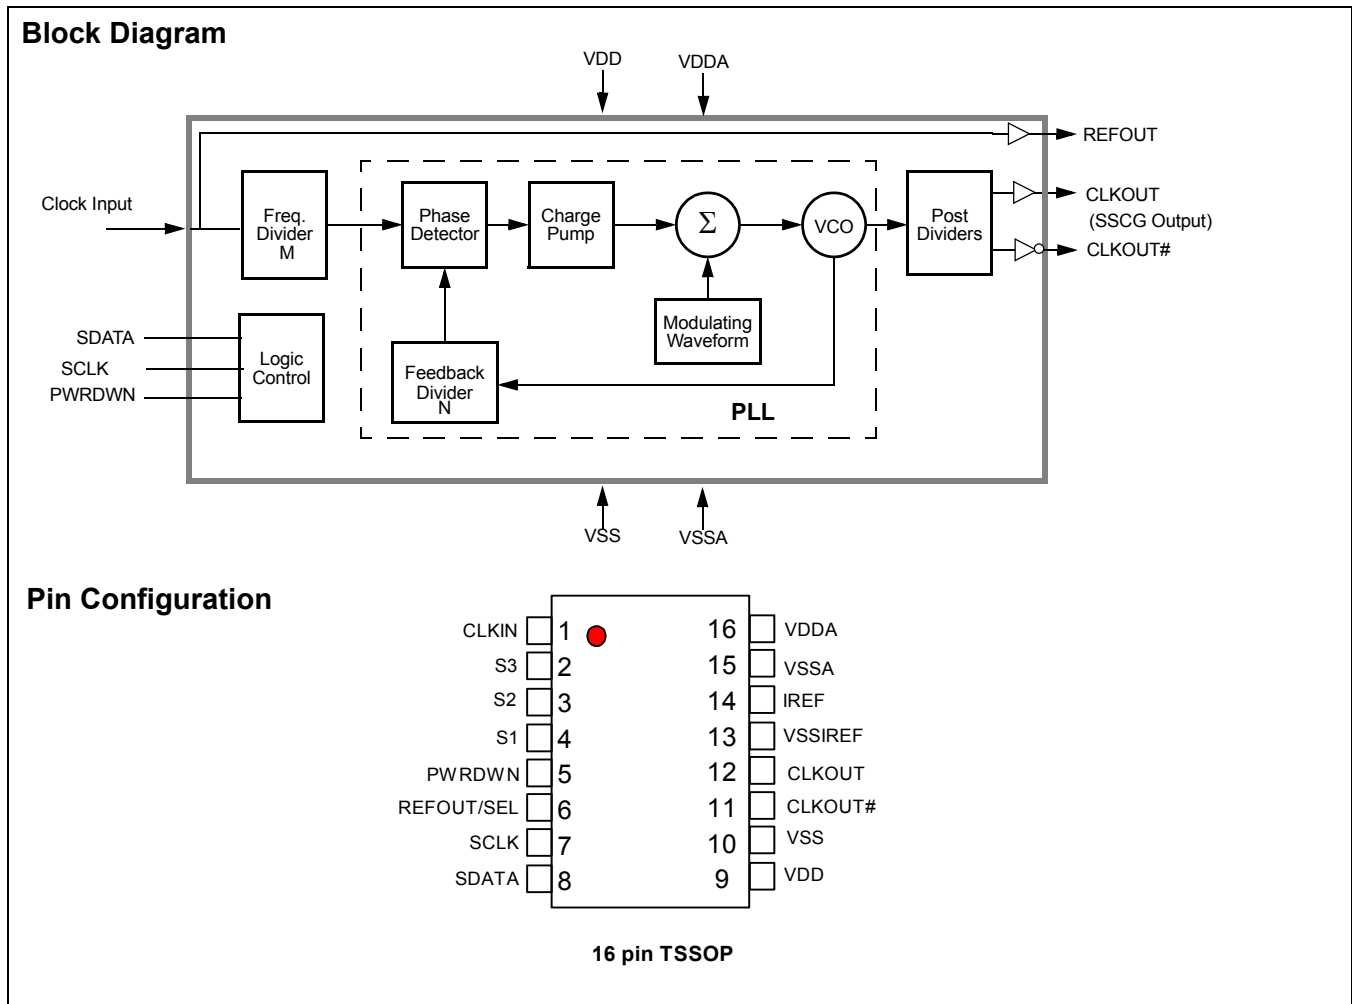 Block Diagram
VDD
VDDA
REFOUT
Clock Input
Freq.
Divider
M
Phase
Detector
Charge
Pump
Σ
VCO
Post
Dividers
CLKOUT
(SSCG Output)
CLKOUT#
SDATA
SCLK
PWRDWN
Logic
Control
Feedback
Divider
N
Modulating
Waveform
PLL
VSS
VSSA
Pin Configuration
CLKIN 1 16 VDDA
S3 2 15 VSSA
S2 3 14 IREF
S1 4 13 VSSIREF
PWRDWN 5 12 CLKOUT
REFOUT/SEL 6 11 CLKOUT#
SCLK 7 10 VSS
SDATA 8 9 VDD
16 pin TSSOP